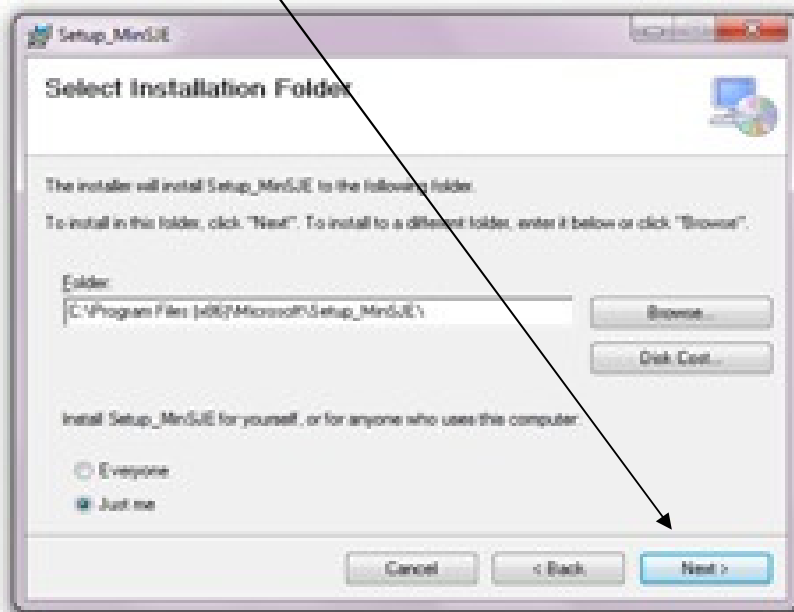 Setup_MinSJE
Select Installation Folder
The installer will install Setup_MinSJE to the following folder.
To install in this folder, click "Next". To install to a different folder, enter it below or click "Browse".
Folder:
C:\Program Files (x86)\Microsoft\Setup_MinSJE\
Browse...
Disk Cost...
Install Setup_MinSJE for yourself, or for anyone who uses this computer:
Everyone
Just me
Cancel
< Back
Next >